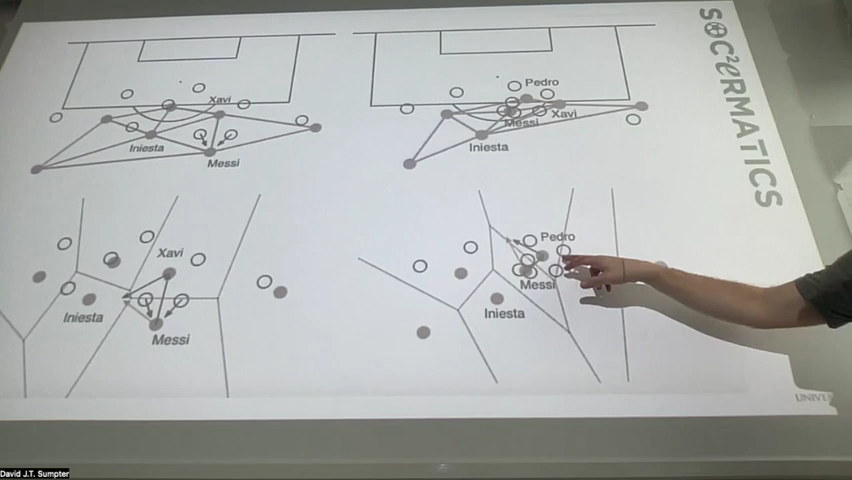 Xavi
Iniesta
Messi
Pedro
Messi
Xavi
Iniesta
SOC²eRMATICS
Xavi
Iniesta
Messi
Pedro
Messi
Iniesta
David J.T. Sumpter